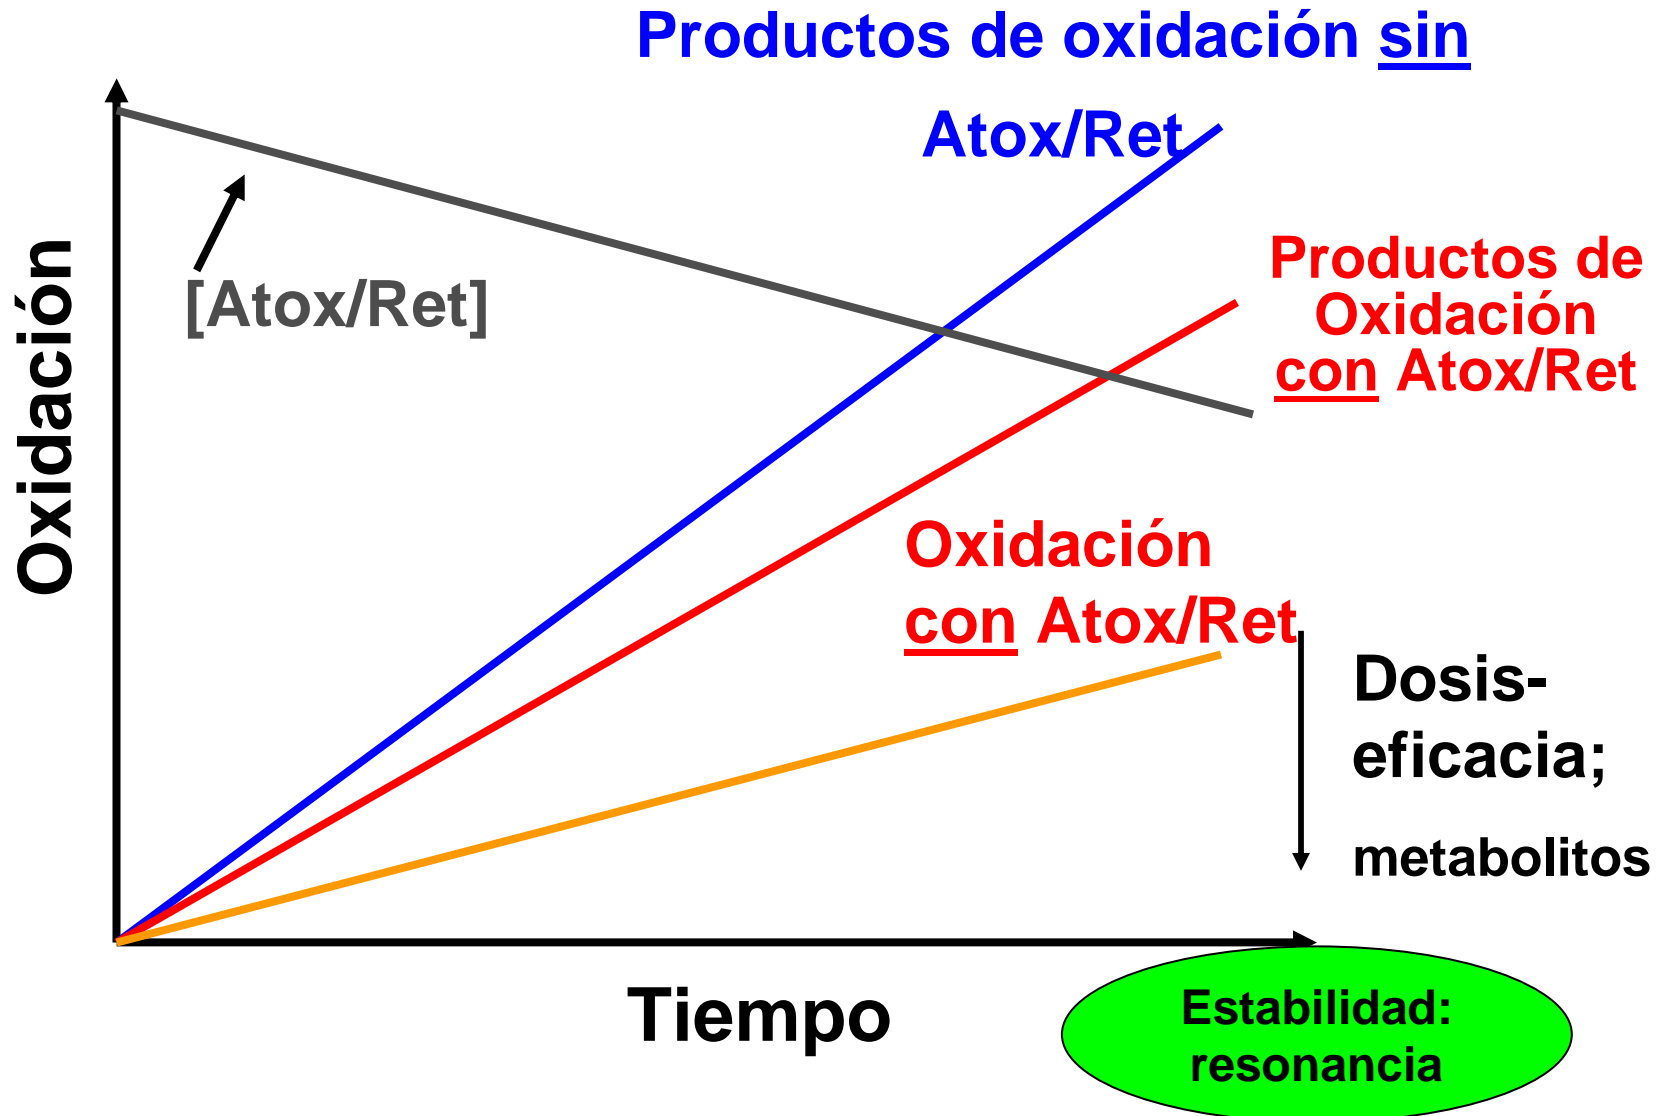 Productos de oxidación sin
Atox/Ret
Productos de
Oxidación
con Atox/Ret
[Atox/Ret]
Oxidación
Oxidación
con Atox/Ret
Dosis-
eficacia;
metabolitos
Tiempo
Estabilidad:
resonancia